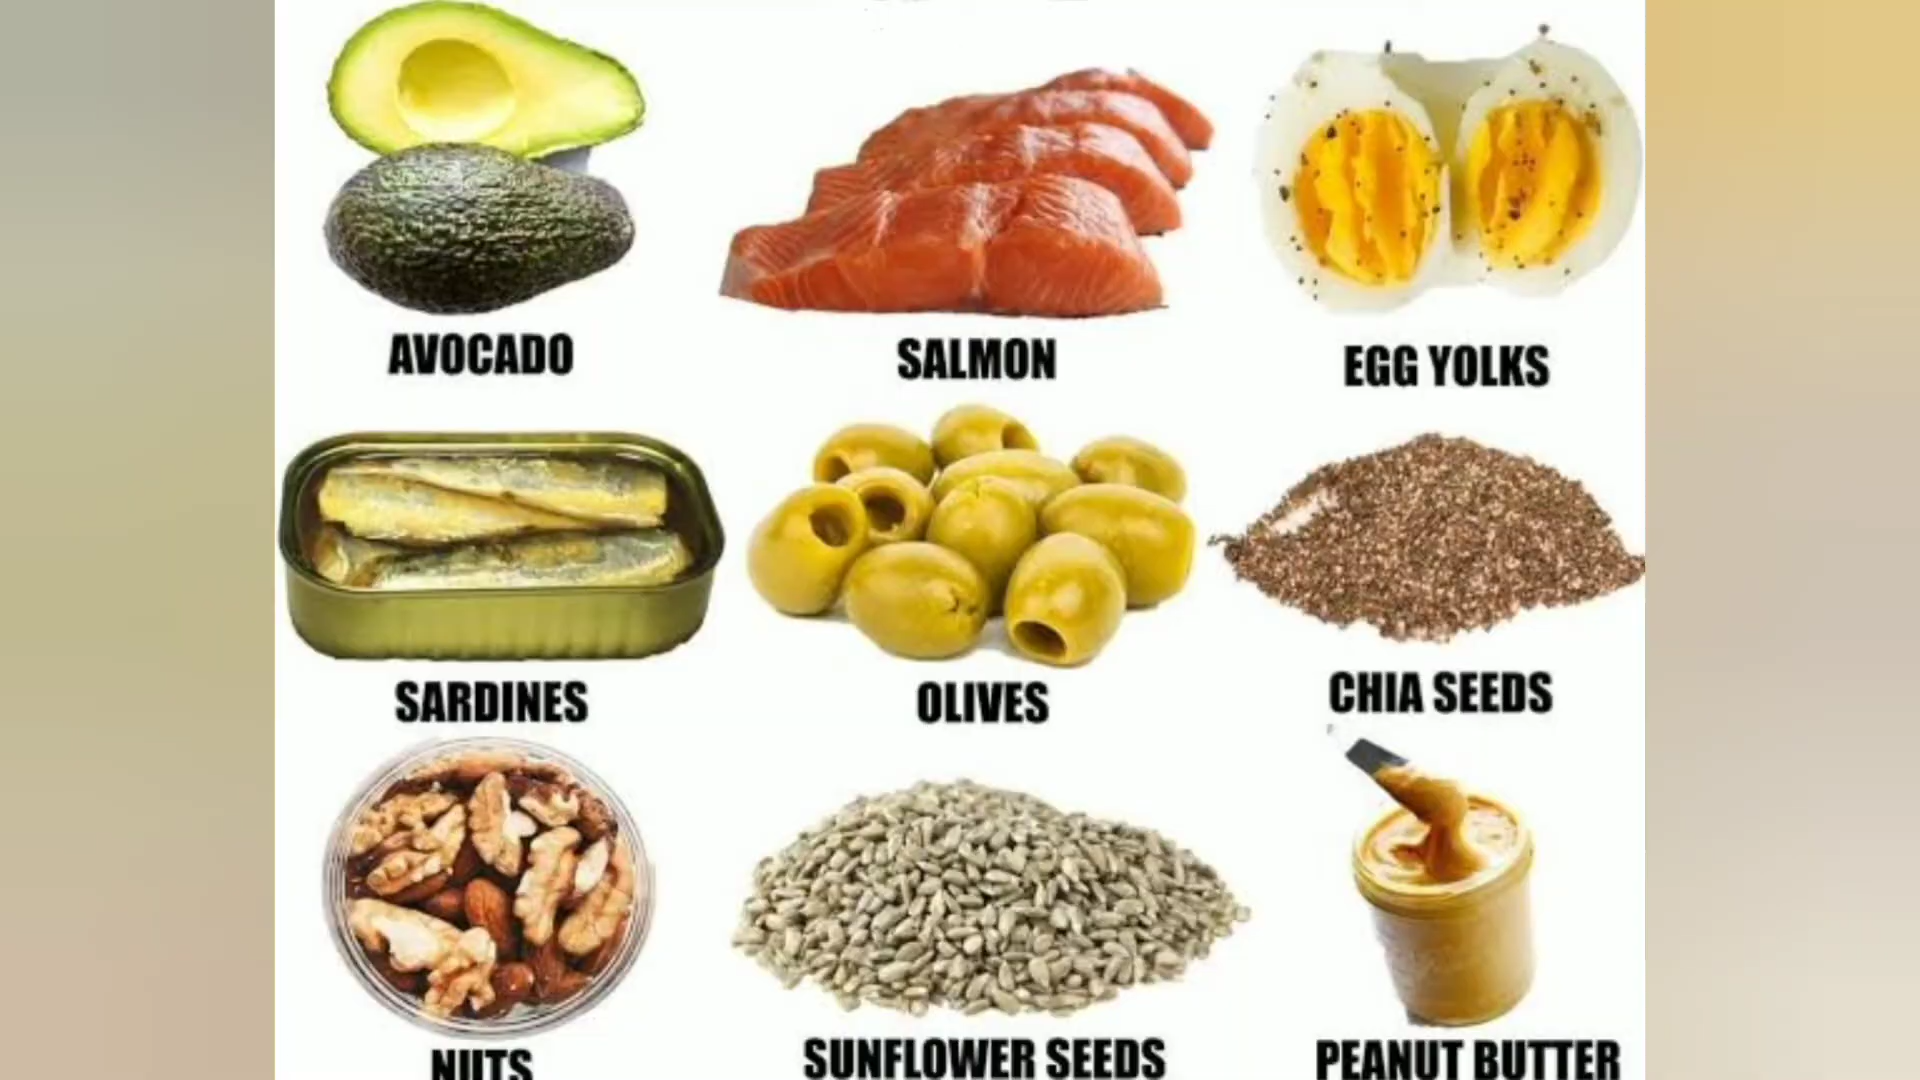 AVOCADO
SALMON
EGG YOLKS
SARDINES
OLIVES
CHIA SEEDS
NUTS
SUNFLOWER SEEDS
PEANUT BUTTER